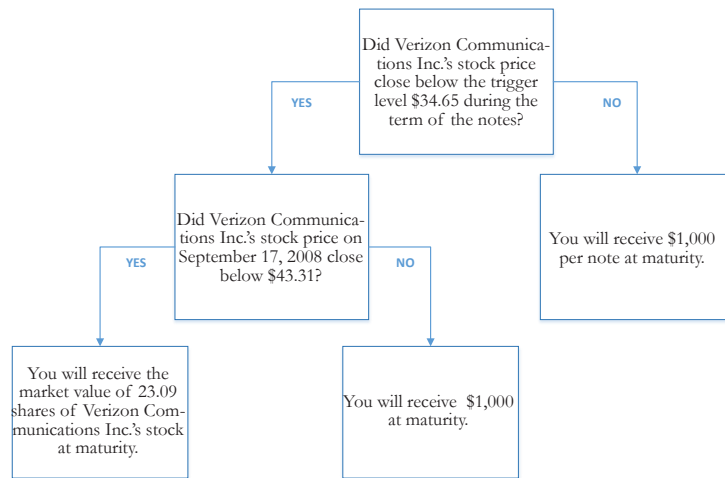 Did Verizon Communica-
tions Inc.'s stock price
close below the trigger
level $34.65 during the
term of the notes?
YES
NO
Did Verizon Communica-
tions Inc.'s stock price on
September 17, 2008 close
below $43.31?
You will receive $1,000
per note at maturity.
YES
NO
You will receive the
market value of 23.09
shares of Verizon Com-
munications Inc.'s stock
at maturity.
You will receive $1,000
at maturity.